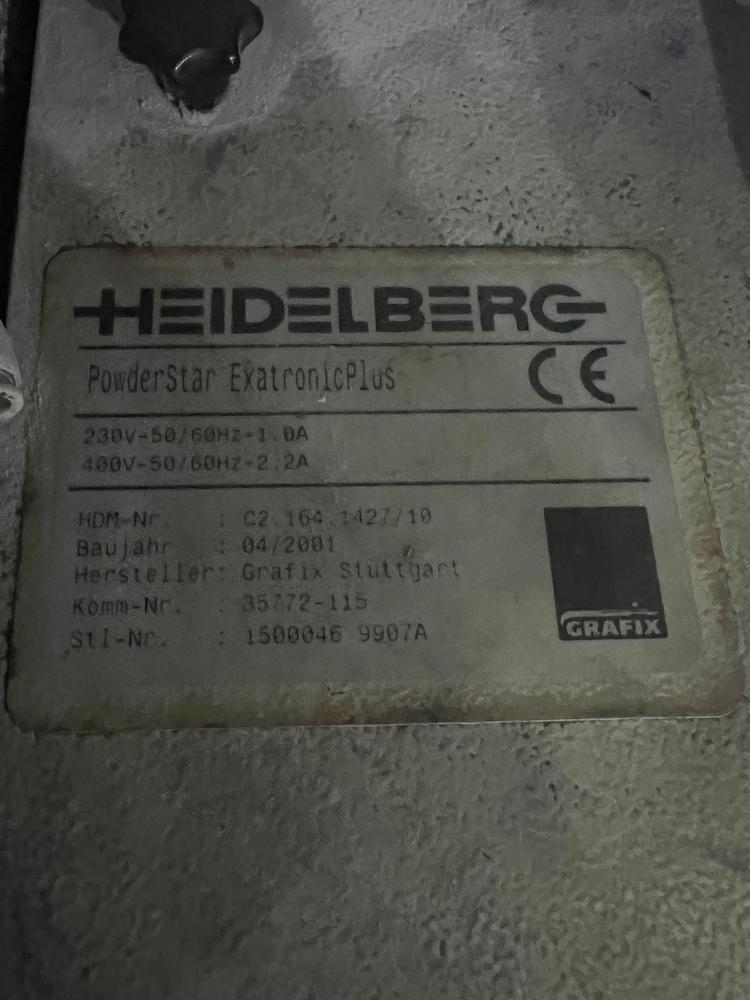 HEIDELBERG
PowderStar ExatronicPlus CE
230V-50/60Hz-1.0A
400V-50/60Hz-2.2A
HDM-Nr. : C2.164.1427/10
Baujahr : 04/2001
Hersteller: Grafix Stuttgart
Komm-Nr. : 35772-115
Stl-Nr. : 1500046 9907A
GRAFIX